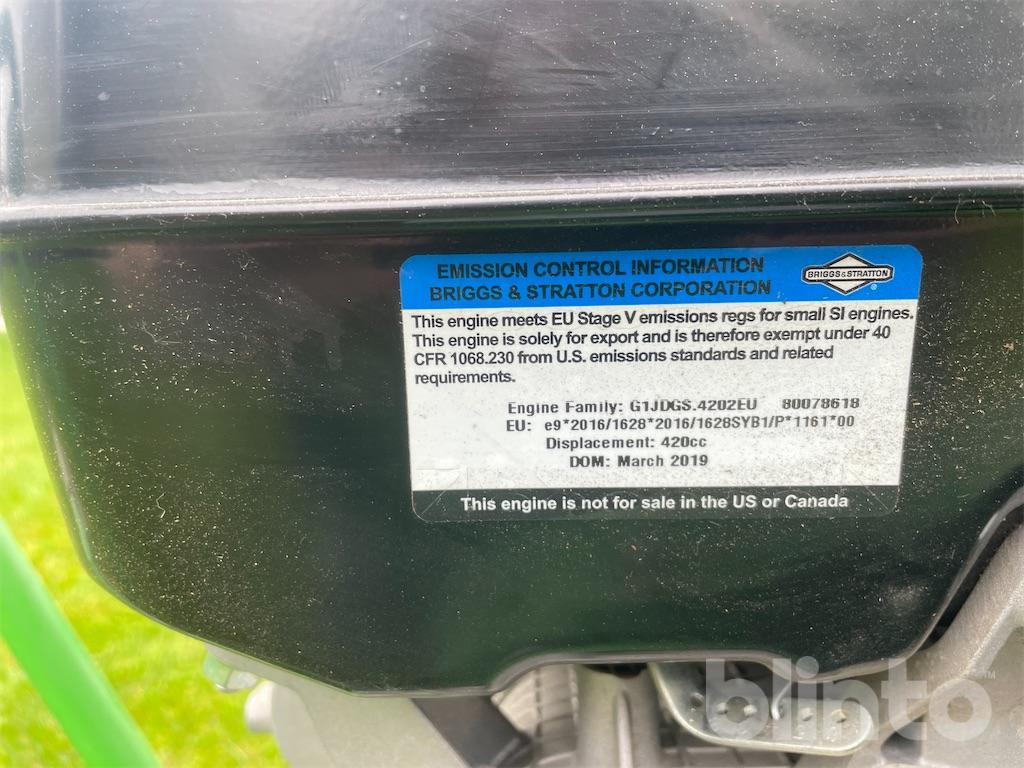 EMISSION CONTROL INFORMATION
BRIGGS & STRATTON CORPORATION
BRIGGS&STRATTON
®
This engine meets EU Stage V emissions regs for small SI engines.
This engine is solely for export and is therefore exempt under 40
CFR 1068.230 from U.S. emissions standards and related
requirements.
Engine Family: G1JDGS.4202EU 80078618
EU: e9*2016/1628*2016/1628SYB1/P*1161*00
Displacement: 420cc
DOM: March 2019
This engine is not for sale in the US or Canada
blinto™